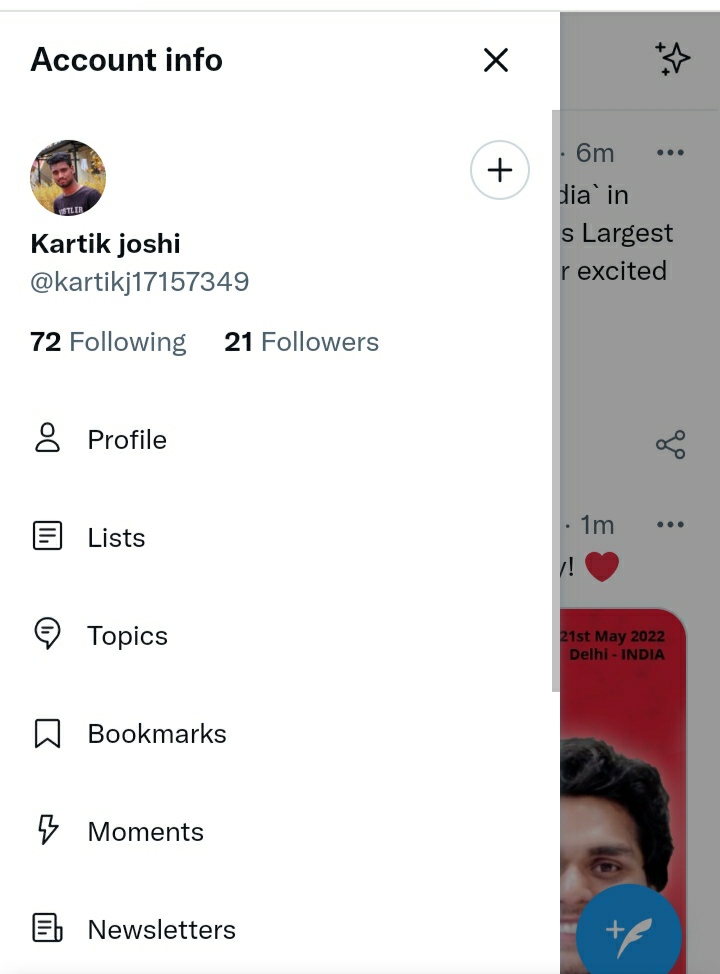 Account info
Kartik joshi
@kartikj17157349
72 Following 21 Followers
Profile
Lists
Topics
Bookmarks
Moments
Newsletters
· 6m
dia` in
s Largest
r excited
· 1m
y! ❤️
21st May 2022
Delhi - INDIA